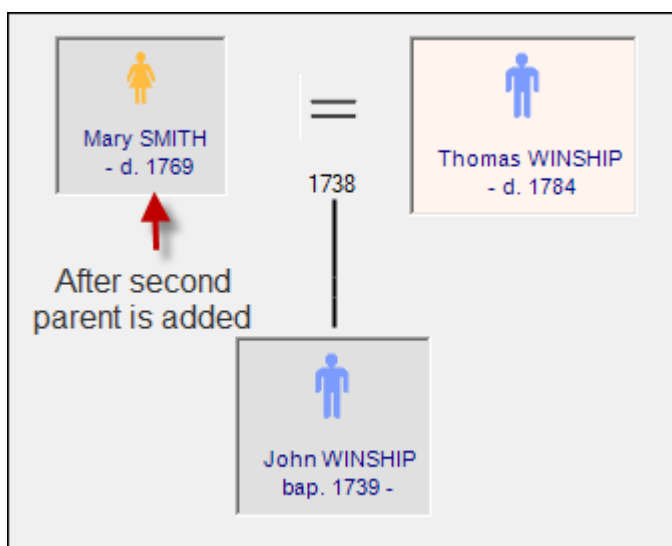 Mary SMITH
- d. 1769
=
Thomas WINSHIP
- d. 1784
1738
After second
parent is added
John WINSHIP
bap. 1739 -